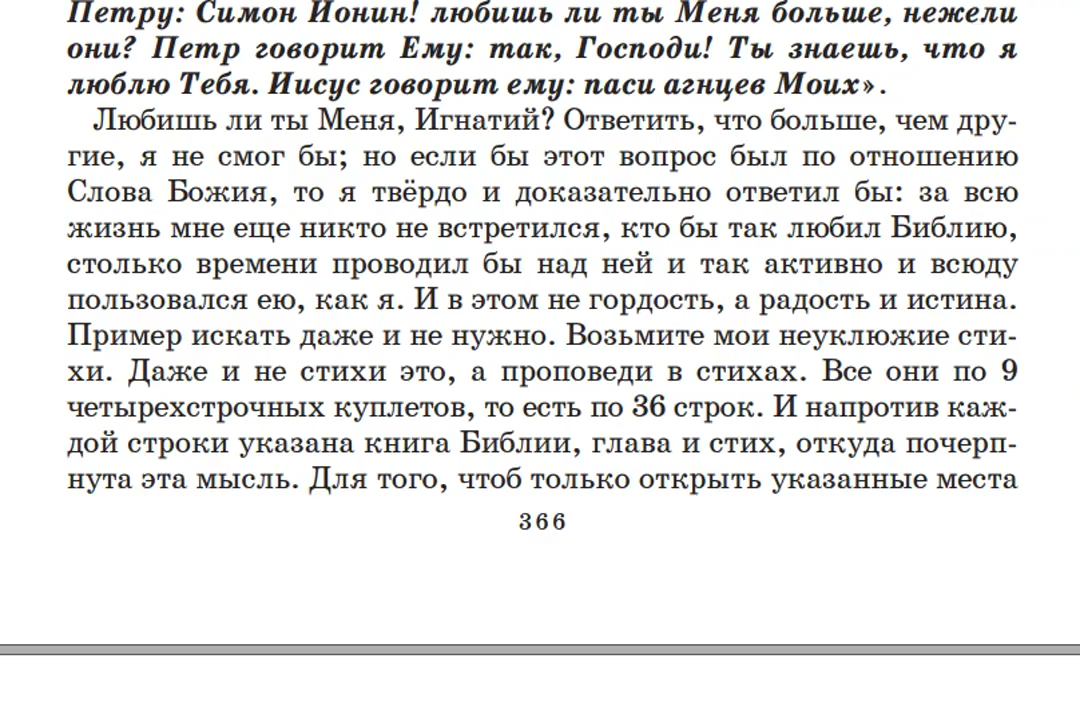 Петру: Симон Ионин! любишь ли ты Меня больше, нежели
они? Петр говорит Ему: так, Господи! Ты знаешь, что я
люблю Тебя. Иисус говорит ему: паси агнцев Моих».
Любишь ли ты Меня, Игнатий? Ответить, что больше, чем дру-
гие, я не смог бы; но если бы этот вопрос был по отношению
Слова Божия, то я твёрдо и доказательно ответил бы: за всю
жизнь мне еще никто не встретился, кто бы так любил Библию,
столько времени проводил бы над ней и так активно и всюду
пользовался ею, как я. И в этом не гордость, а радость и истина.
Пример искать даже и не нужно. Возьмите мои неуклюжие сти-
хи. Даже и не стихи это, а проповеди в стихах. Все они по 9
четырехстрочных куплетов, то есть по 36 строк. И напротив каж-
дой строки указана книга Библии, глава и стих, откуда почерп-
нута эта мысль. Для того, чтоб только открыть указанные места
366